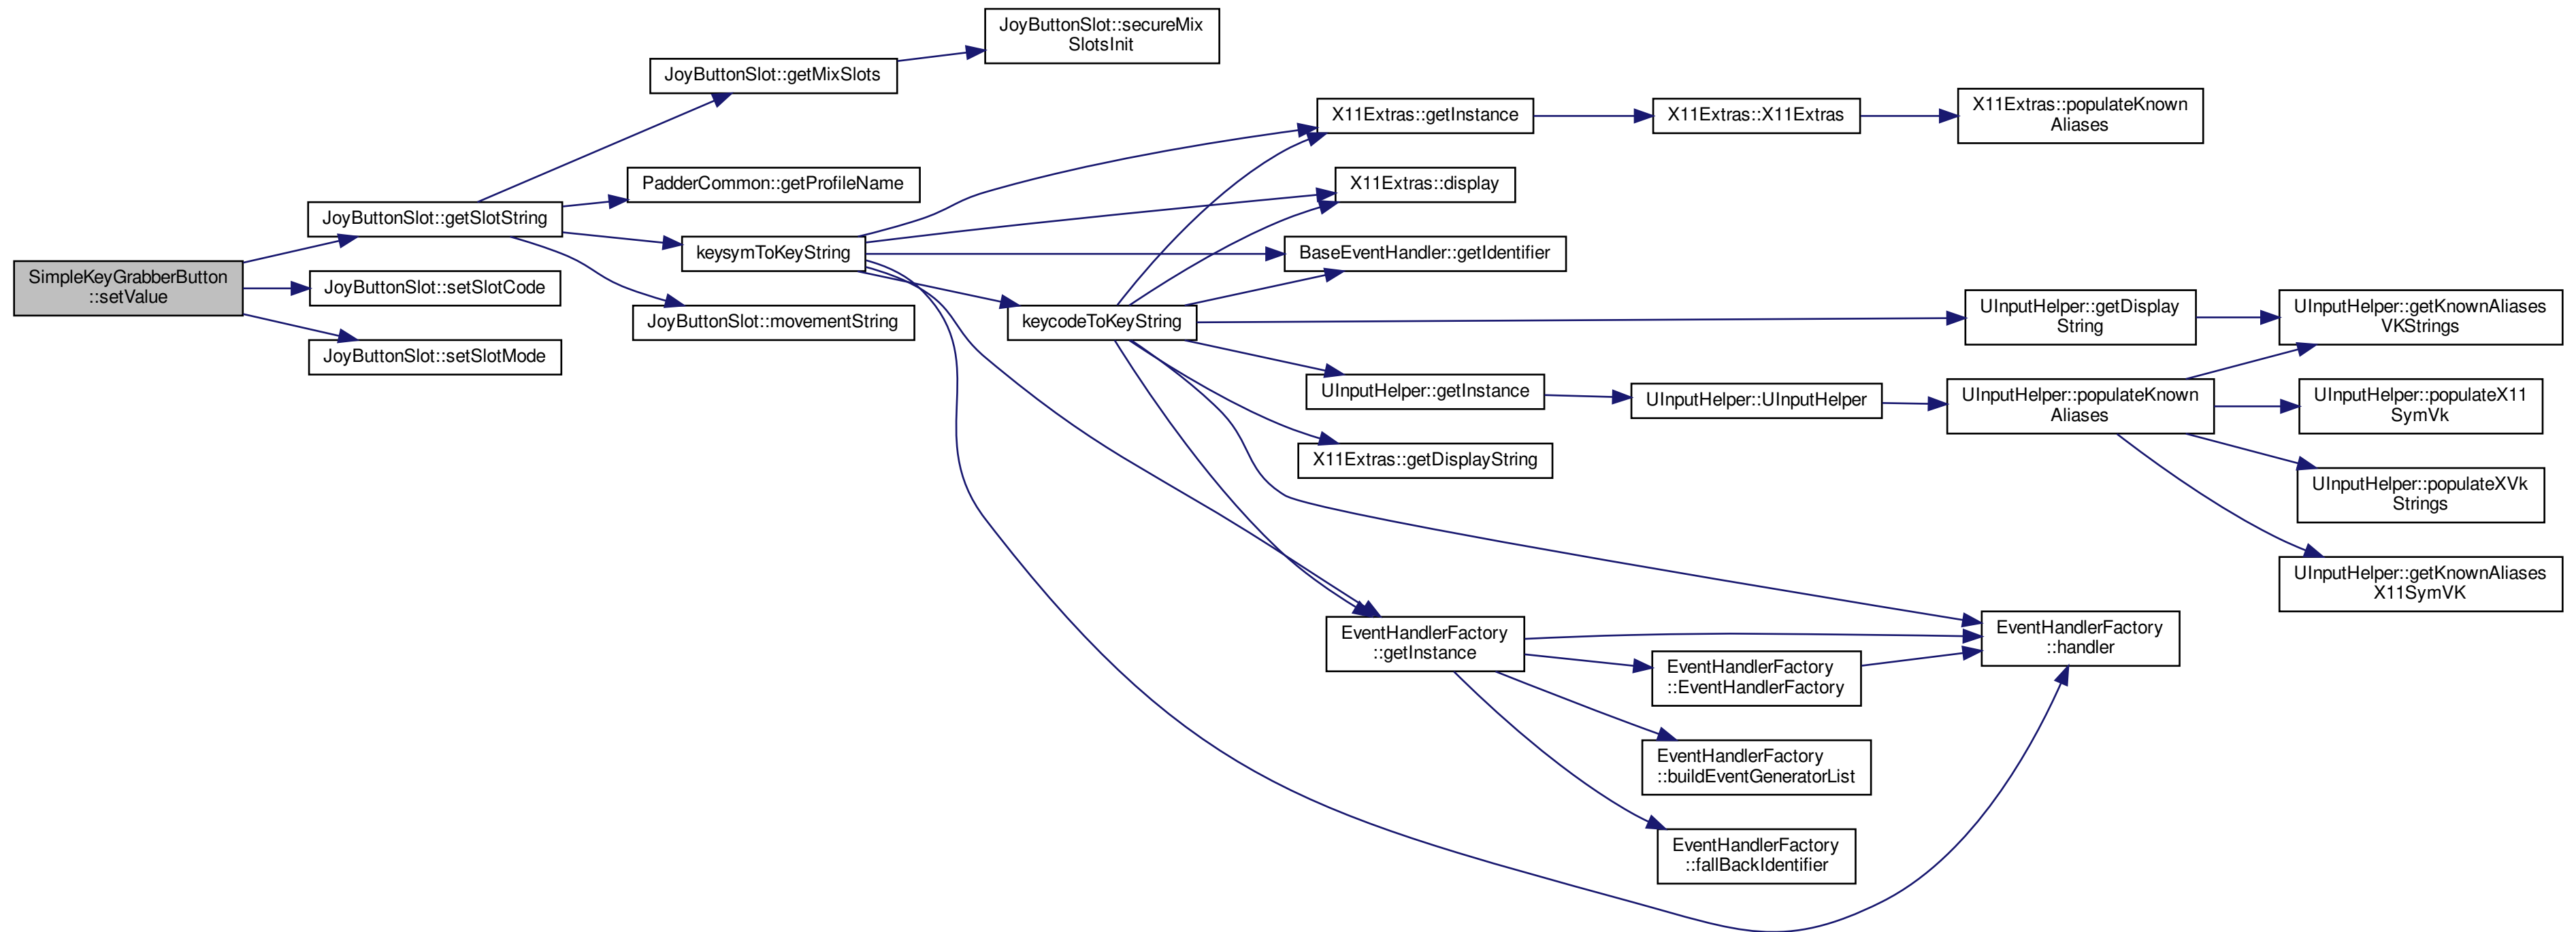 SimpleKeyGrabberButton
::setValue
JoyButtonSlot::getSlotString
JoyButtonSlot::setSlotCode
JoyButtonSlot::setSlotMode
JoyButtonSlot::getMixSlots
PadderCommon::getProfileName
keysymToKeyString
JoyButtonSlot::movementString
JoyButtonSlot::secureMix
SlotsInit
keycodeToKeyString
X11Extras::getInstance
X11Extras::display
BaseEventHandler::getIdentifier
UInputHelper::getInstance
X11Extras::getDisplayString
EventHandlerFactory
::getInstance
X11Extras::X11Extras
UInputHelper::UInputHelper
EventHandlerFactory
::EventHandlerFactory
EventHandlerFactory
::buildEventGeneratorList
EventHandlerFactory
::fallBackIdentifier
X11Extras::populateKnown
Aliases
UInputHelper::getDisplay
String
UInputHelper::populateKnown
Aliases
EventHandlerFactory
::handler
UInputHelper::getKnownAliases
VKStrings
UInputHelper::populateX11
SymVk
UInputHelper::populateXVk
Strings
UInputHelper::getKnownAliases
X11SymVK